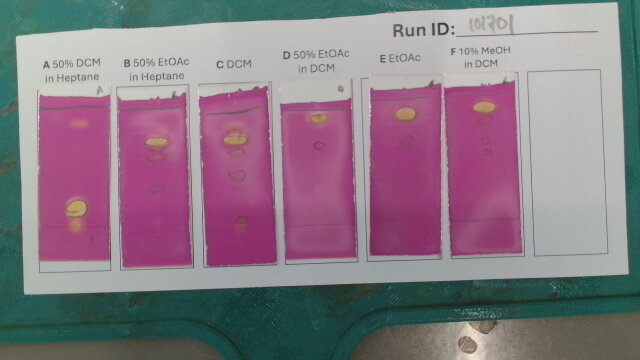 Run ID:
A 50% DCM
in Heptane
B 50% EtOAc
in Heptane
C DCM
D 50% EtOAc
in DCM
E EtOAc
F 10% MeOH
in DCM
A